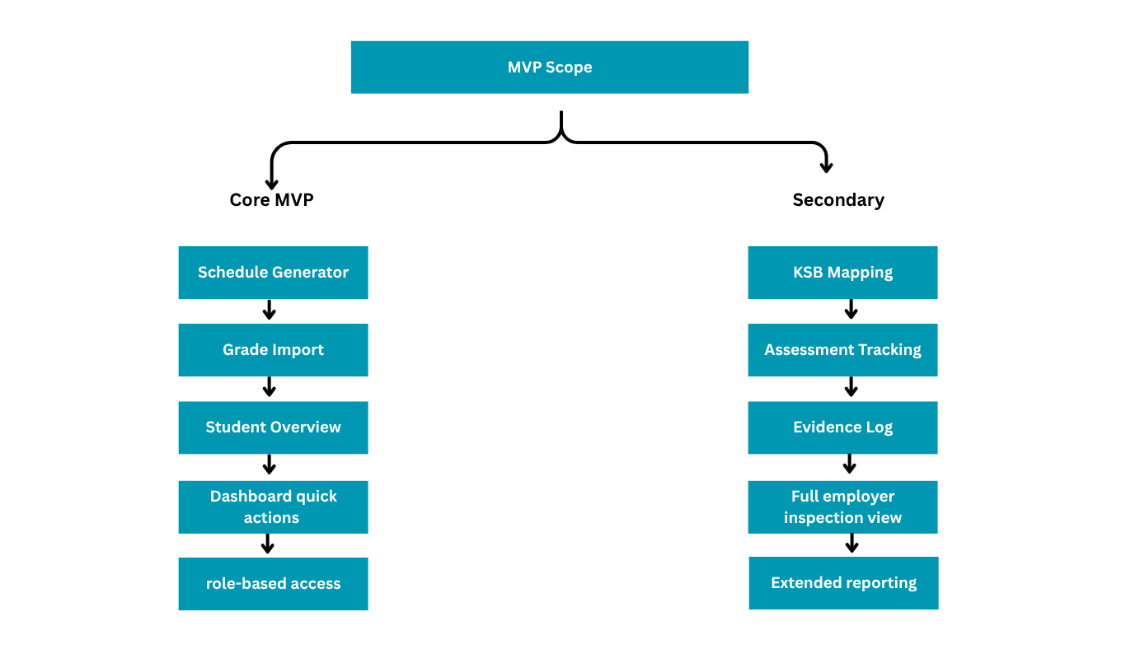 MVP Scope
Core MVP
Schedule Generator
Grade Import
Student Overview
Dashboard quick
actions
role-based access
Secondary
KSB Mapping
Assessment Tracking
Evidence Log
Full employer
inspection view
Extended reporting